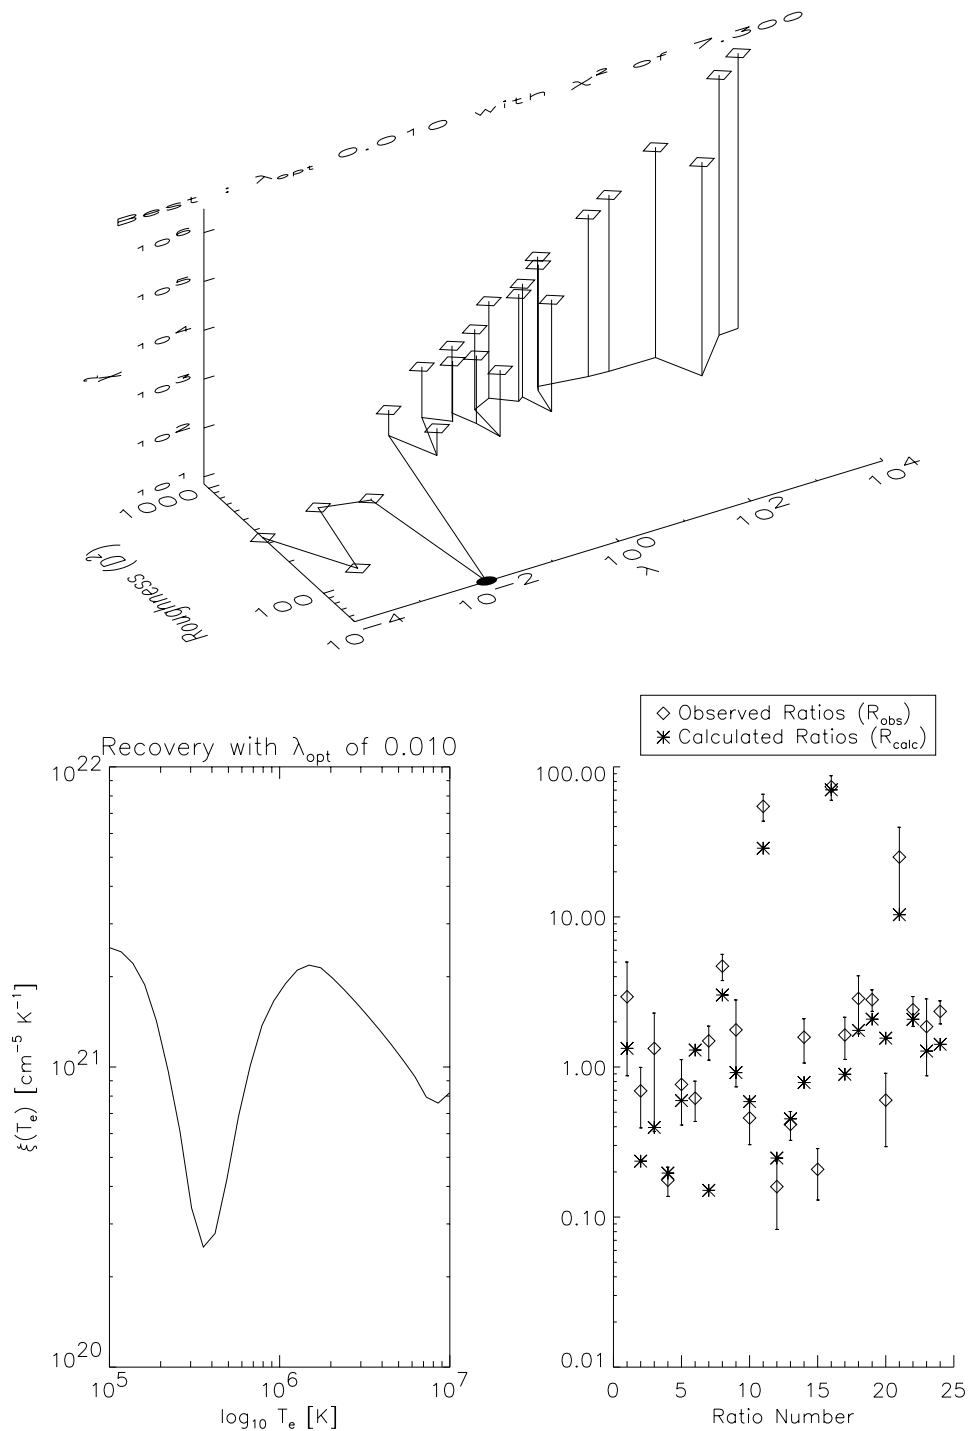 Best : λopt 0.010 with χ² of 7.300
10⁶
10⁵
10⁴
10³
10²
10¹
χ
1000
100
Roughness (D²)
10⁻⁴
10⁻²
10⁰
10²
10⁴
λ
Recovery with λopt of 0.010
10²²
10²¹
10²⁰
ξ(Te) [cm⁻⁵ K⁻¹]
10⁵
10⁶
10⁷
log₁₀ Te [K]
Observed Ratios (Robs)
Calculated Ratios (Rcalc)
100.00
10.00
1.00
0.10
0.01
0 5 10 15 20 25
Ratio Number